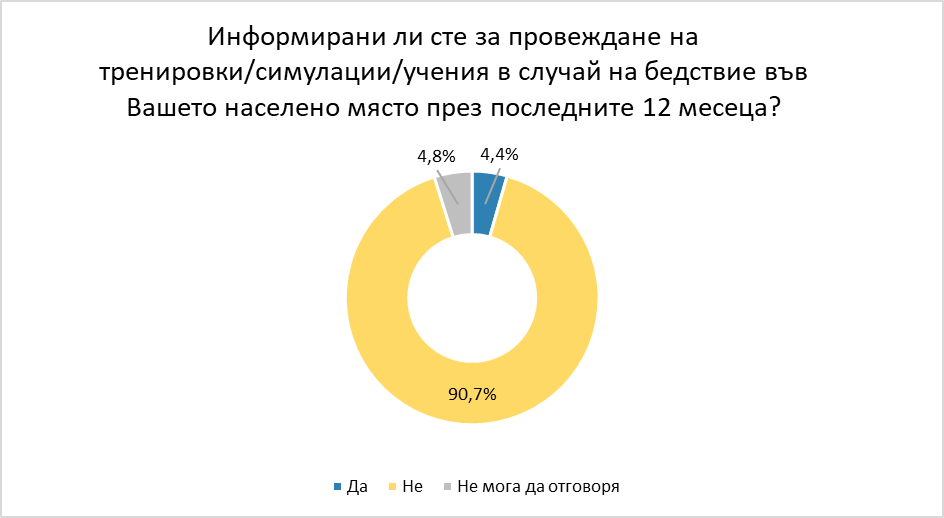 Информирани ли сте за провеждане на
тренировки/симулации/учения в случай на бедствие във
Вашето населено място през последните 12 месеца?
4,8%
4,4%
90,7%
Да
Не
Не мога да отговоря